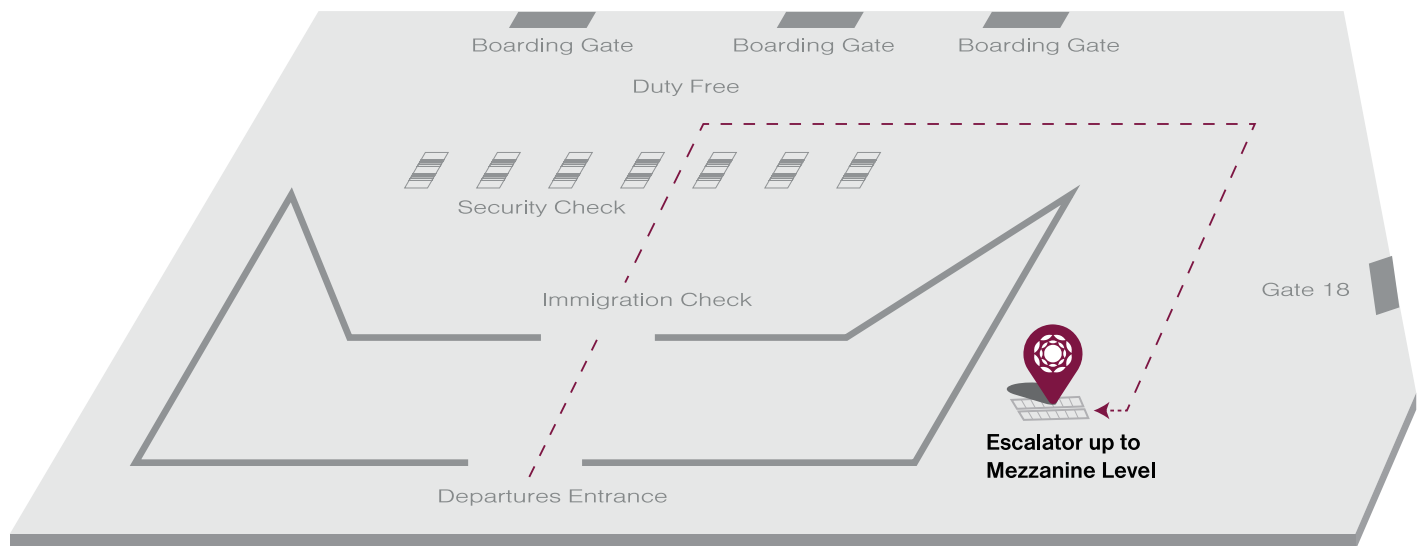 Boarding Gate
Boarding Gate
Boarding Gate
Duty Free
Security Check
Immigration Check
Gate 18
Escalator up to
Mezzanine Level
Departures Entrance